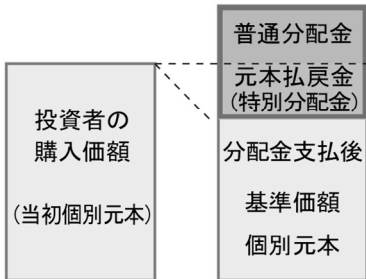 投資者の
購入価額
(当初個別元本)
普通分配金
元本払戻金
(特別分配金)
分配金支払後
基準価額
個別元本